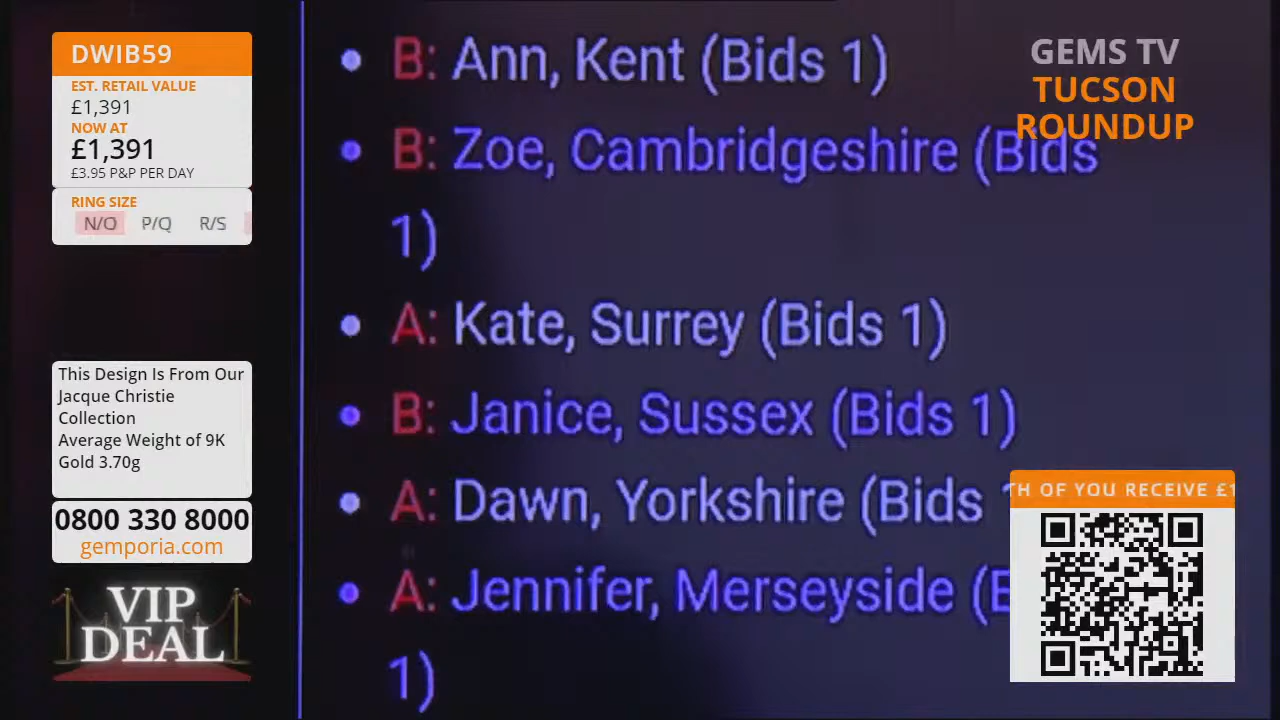 DWIB59
EST. RETAIL VALUE
£1,391
NOW AT
£1,391
£3.95 P&P PER DAY
RING SIZE
N/O P/Q R/S
This Design Is From Our
Jacque Christie
Collection
Average Weight of 9K
Gold 3.70g
0800 330 8000
gemporia.com
VIP
DEAL
B: Ann, Kent (Bids 1)
B: Zoe, Cambridgeshire (Bids
1)
A: Kate, Surrey (Bids 1)
B: Janice, Sussex (Bids 1)
A: Dawn, Yorkshire (Bids
A: Jennifer, Merseyside (
1)
GEMS TV
TUCSON
ROUNDUP
OF YOU RECEIVE